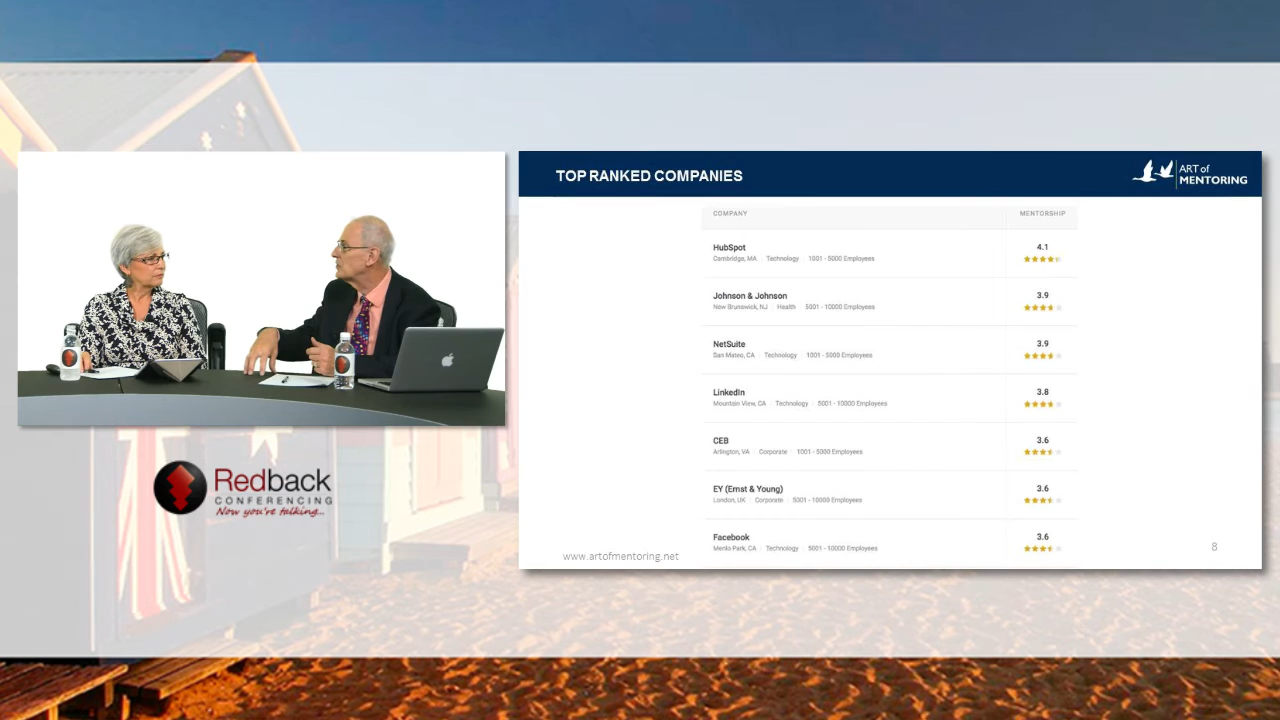 TOP RANKED COMPANIES
ART of
MENTORING
COMPANY MENTORSHIP
HubSpot 4.1
Cambridge, MA Technology 1001 - 5000 Employees
Johnson & Johnson 3.9
New Brunswick, NJ Health 5001 - 10000 Employees
NetSuite 3.9
San Mateo, CA Technology 1001 - 5000 Employees
LinkedIn 3.8
Mountain View, CA Technology 5001 - 10000 Employees
CEB 3.6
Arlington, VA Corporate 1001 - 5000 Employees
EY (Ernst & Young) 3.6
London, UK Corporate 5001 - 10000 Employees
Facebook 3.6
Menlo Park, CA Technology 5001 - 10000 Employees
www.artofmentoring.net 8
Redback
CONFERENCING
Now you're talking...